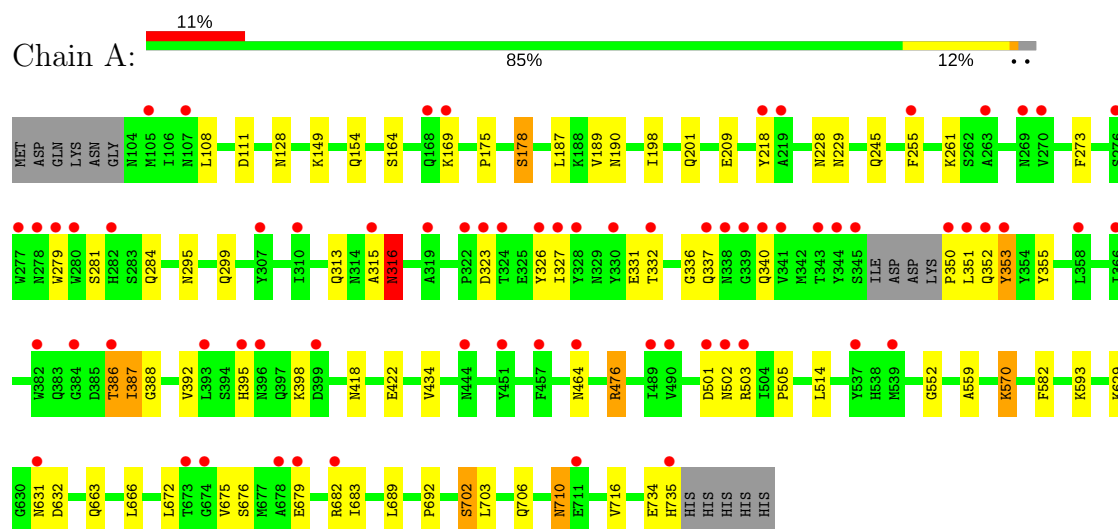 11%
Chain A:
85% 12% • •
MET ASP GLN LYS ASN GLY N104 M105 I106 N107 L108 D111 N128 K149 Q154 S164 Q168 K169 P175 S178 L187 K188 V189 N190 I198 Q201 E209 Y218 A219 N228 N229 Q245 F255 K261 S262 A263 N269 V270 F273 S276
W277 N278 W279 W280 S281 H282 S283 Q284 N295 Q299 Y307 I310 Q313 N314 A315 N316 A319 P322 D323 T324 E325 Y326 I327 Y328 N329 Y330 E331 T332 G336 Q337 N338 G339 Q340 V341 M342 T343 Y344 S345 ILE ASP ASP LYS P350 L351 Q352 Y353 Y354 Y355 L358 I366
W382 Q383 G384 D385 T386 I387 G388 V392 L393 S394 H395 N396 Q397 K398 D399 N418 E422 V434 N444 Y451 F457 N464 R476 I489 V490 D501 N502 R503 I504 P505 L514 Y537 H538 M539 G552 A559 K570 F582 K593 K629
G630 N631 D632 Q663 L666 L672 T673 G674 V675 S676 M677 A678 E679 R682 I683 L689 P692 S702 L703 Q706 N710 E711 V716 E734 H735 HIS HIS HIS HIS HIS